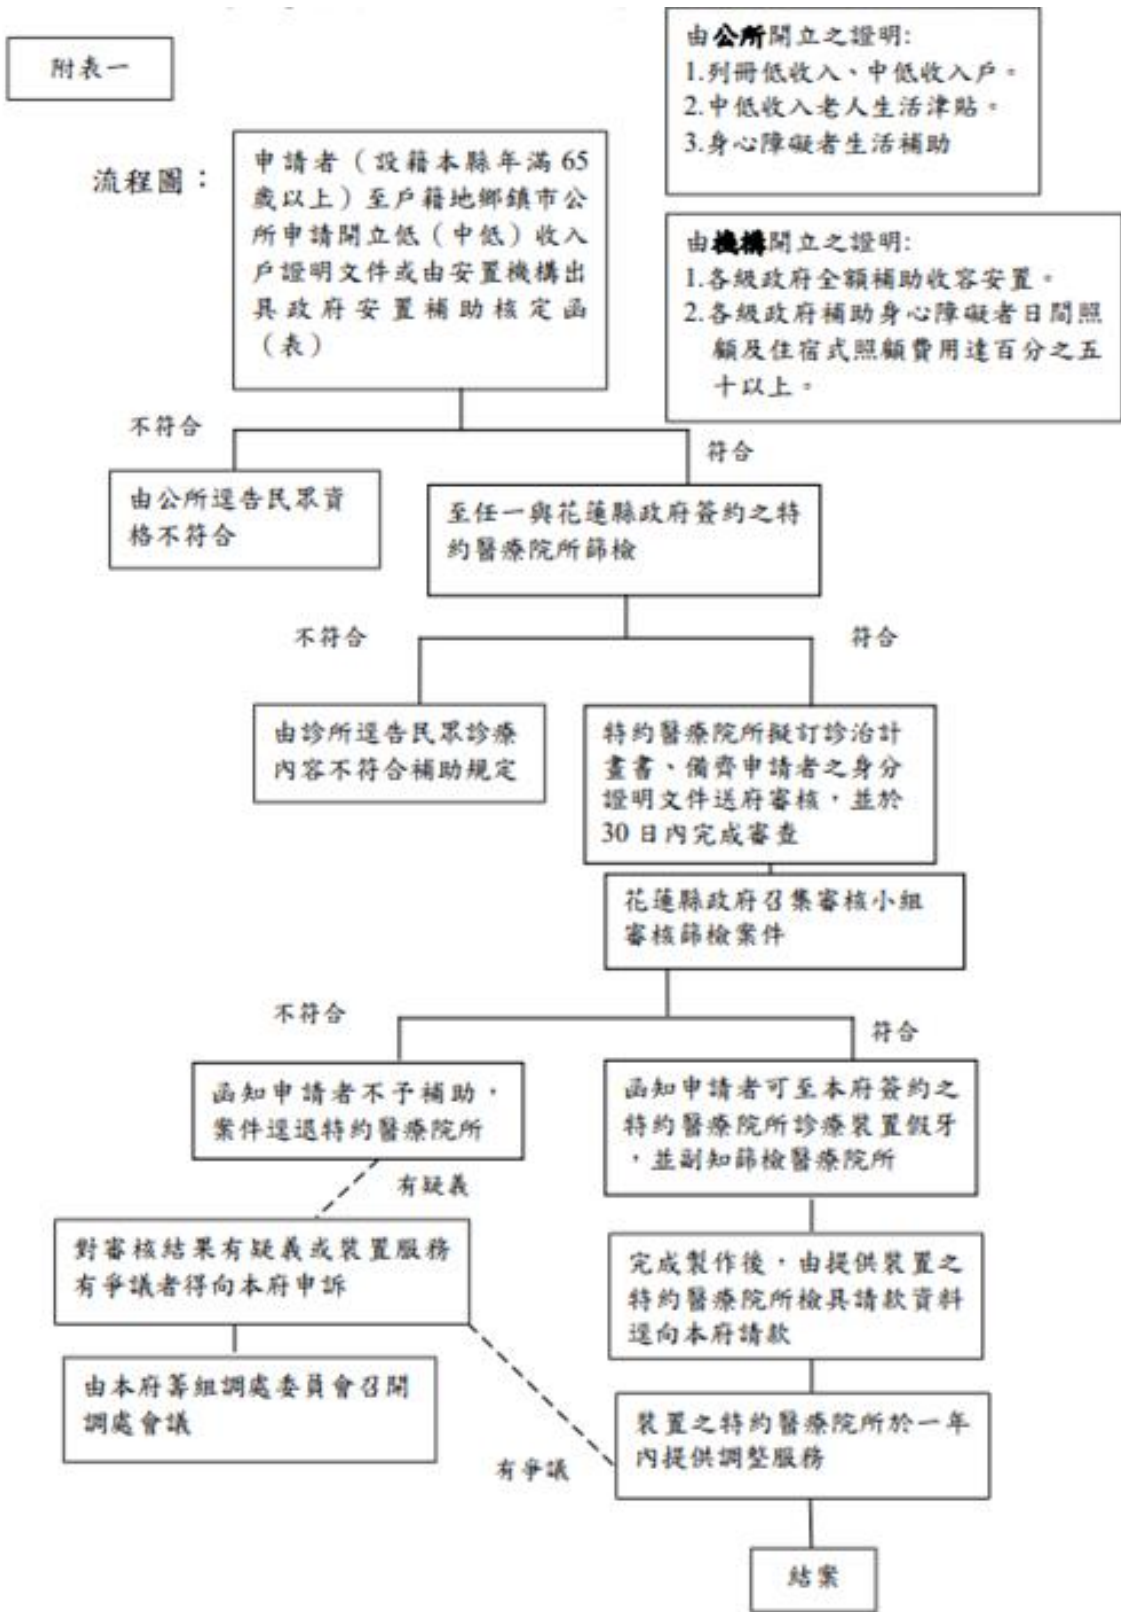 附表一
由公所開立之證明:
1.列冊低收入、中低收入戶。
2.中低收入老人生活津貼。
3.身心障礙者生活補助
流程圖：
申請者（設籍本縣年滿 65
歲以上）至戶籍地鄉鎮市公
所申請開立低（中低）收入
戶證明文件或由安置機構出
具政府安置補助核定函
（表）
由機構開立之證明:
1.各級政府全額補助收容安置。
2.各級政府補助身心障礙者日間照
顧及住宿式照顧費用達百分之五
十以上。
不符合
符合
由公所逕告民眾資
格不符合
至任一與花蓮縣政府簽約之特
約醫療院所篩檢
不符合
符合
由診所逕告民眾診療
內容不符合補助規定
特約醫療院所擬訂診治計
畫書、備齊申請者之身分
證明文件送府審核，並於
30 日內完成審查
花蓮縣政府召集審核小組
審核篩檢案件
不符合
符合
函知申請者不予補助，
案件逕退特約醫療院所
函知申請者可至本府簽約之
特約醫療院所診療裝置假牙
，並副知篩檢醫療院所
有疑義
對審核結果有疑義或裝置服務
有爭議者得向本府申訴
完成製作後，由提供裝置之
特約醫療院所檢具請款資料
逕向本府請款
由本府籌組調處委員會召開
調處會議
裝置之特約醫療院所於一年
內提供調整服務
有爭議
結案